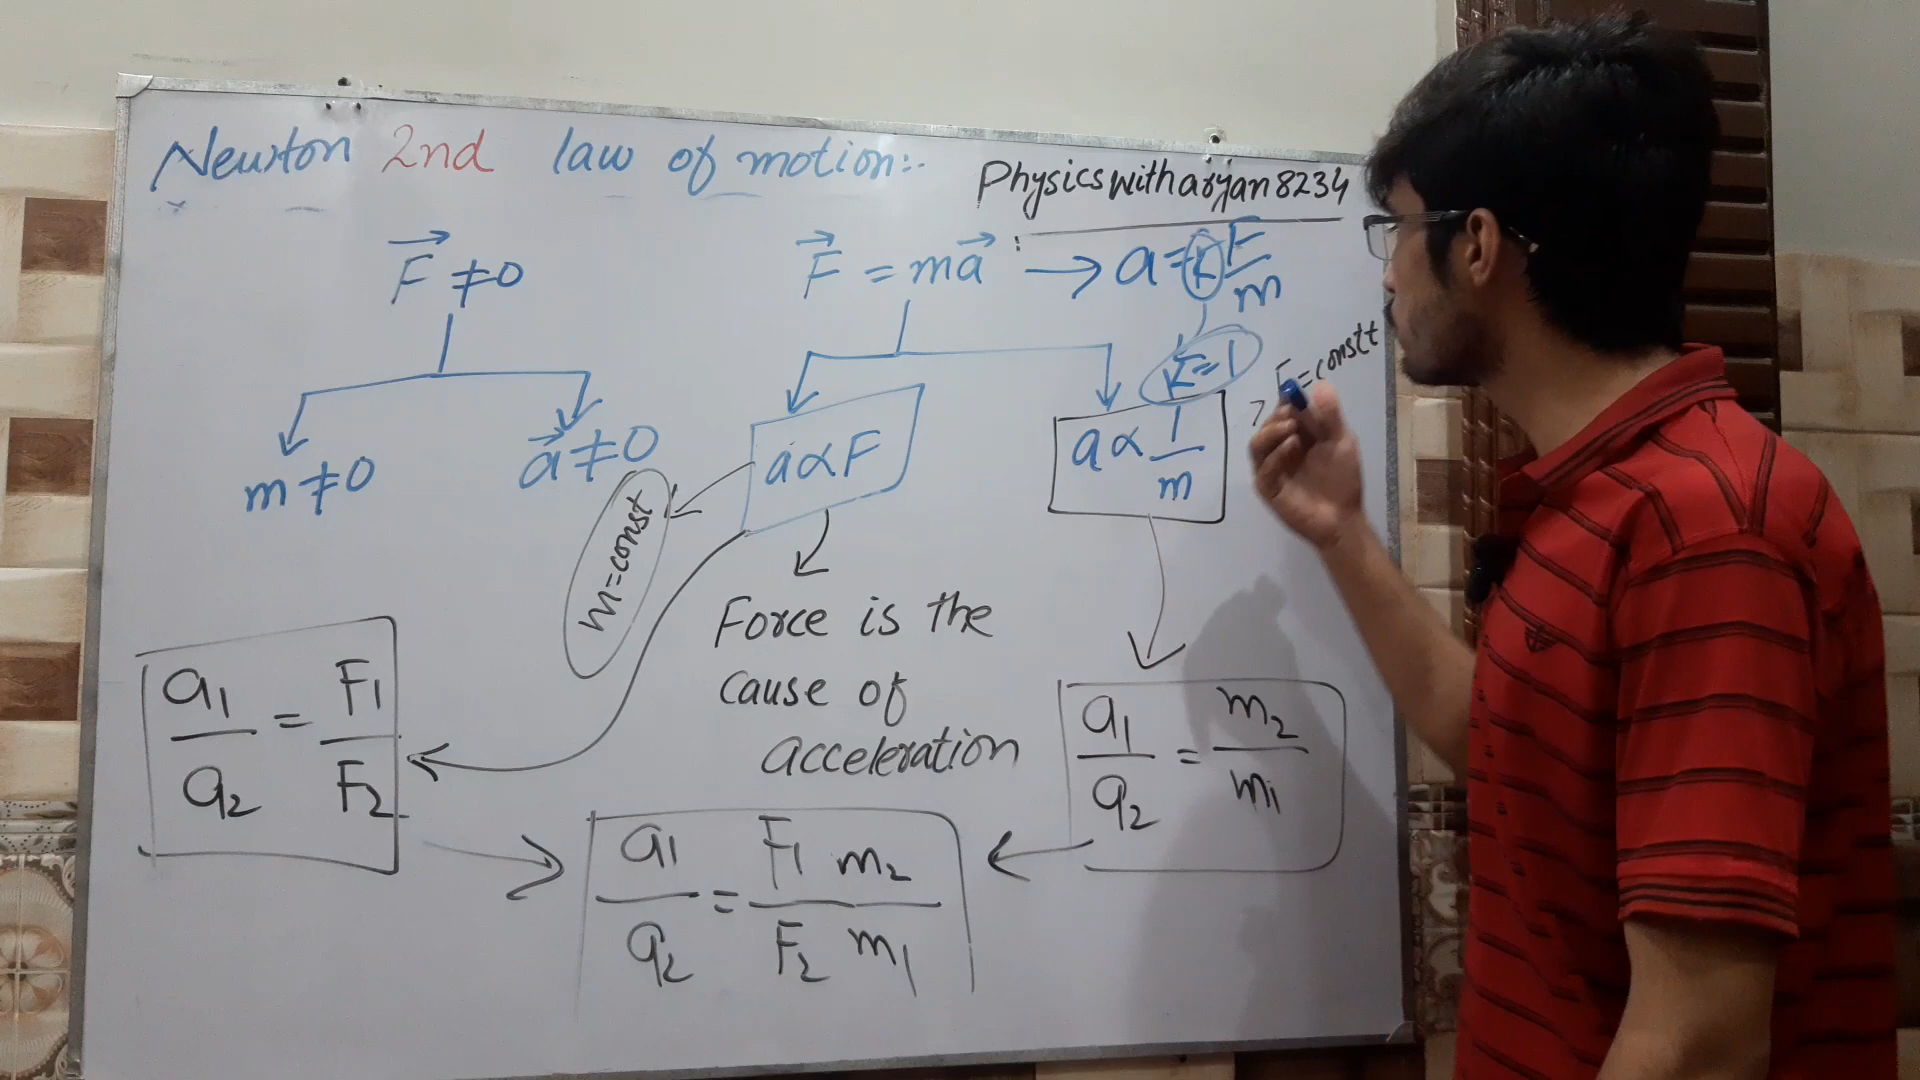 Newton 2nd law of motion:-
Physicswitharyan8234
F⃗ ≠ 0
F⃗ = ma⃗ → a = k F/m
k = 1
F = constt
m ≠ 0
a⃗ ≠ 0
a ∝ F
a ∝ 1/m
m = const
Force is the
cause of
acceleration
a₁/a₂ = F₁/F₂
a₁/a₂ = m₂/m₁
a₁/a₂ = F₁ m₂/F₂ m₁